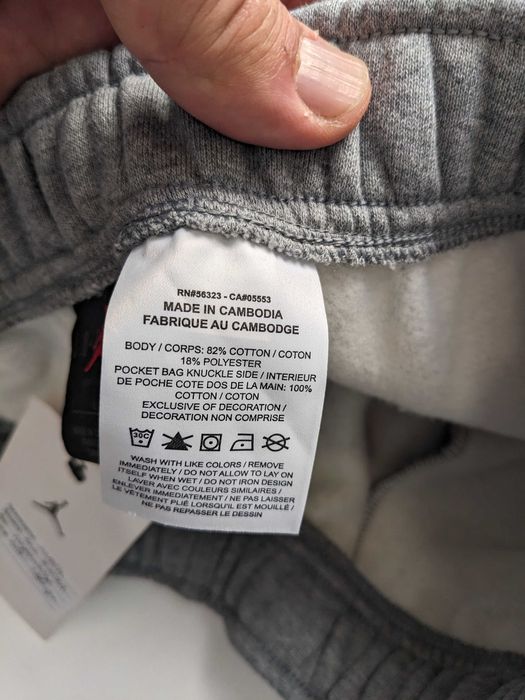 RN#56323 - CA#05553
MADE IN CAMBODIA
FABRIQUE AU CAMBODGE
BODY / CORPS: 82% COTTON / COTON
18% POLYESTER
POCKET BAG KNUCKLE SIDE / INTERIEUR
DE POCHE COTE DOS DE LA MAIN: 100%
COTTON / COTON
EXCLUSIVE OF DECORATION /
DECORATION NON COMPRISE
30C
WASH WITH LIKE COLORS / REMOVE
IMMEDIATELY / DO NOT ALLOW TO LAY ON
ITSELF WHEN WET / DO NOT IRON DESIGN
LAVER AVEC COULEURS SIMILAIRES /
ENLEVER IMMEDIATEMENT / NE PAS LAISSER
LE VÊTEMENT PLIÉ LORSQU'IL EST MOUILLÉ /
NE PAS REPASSER LE DESSIN